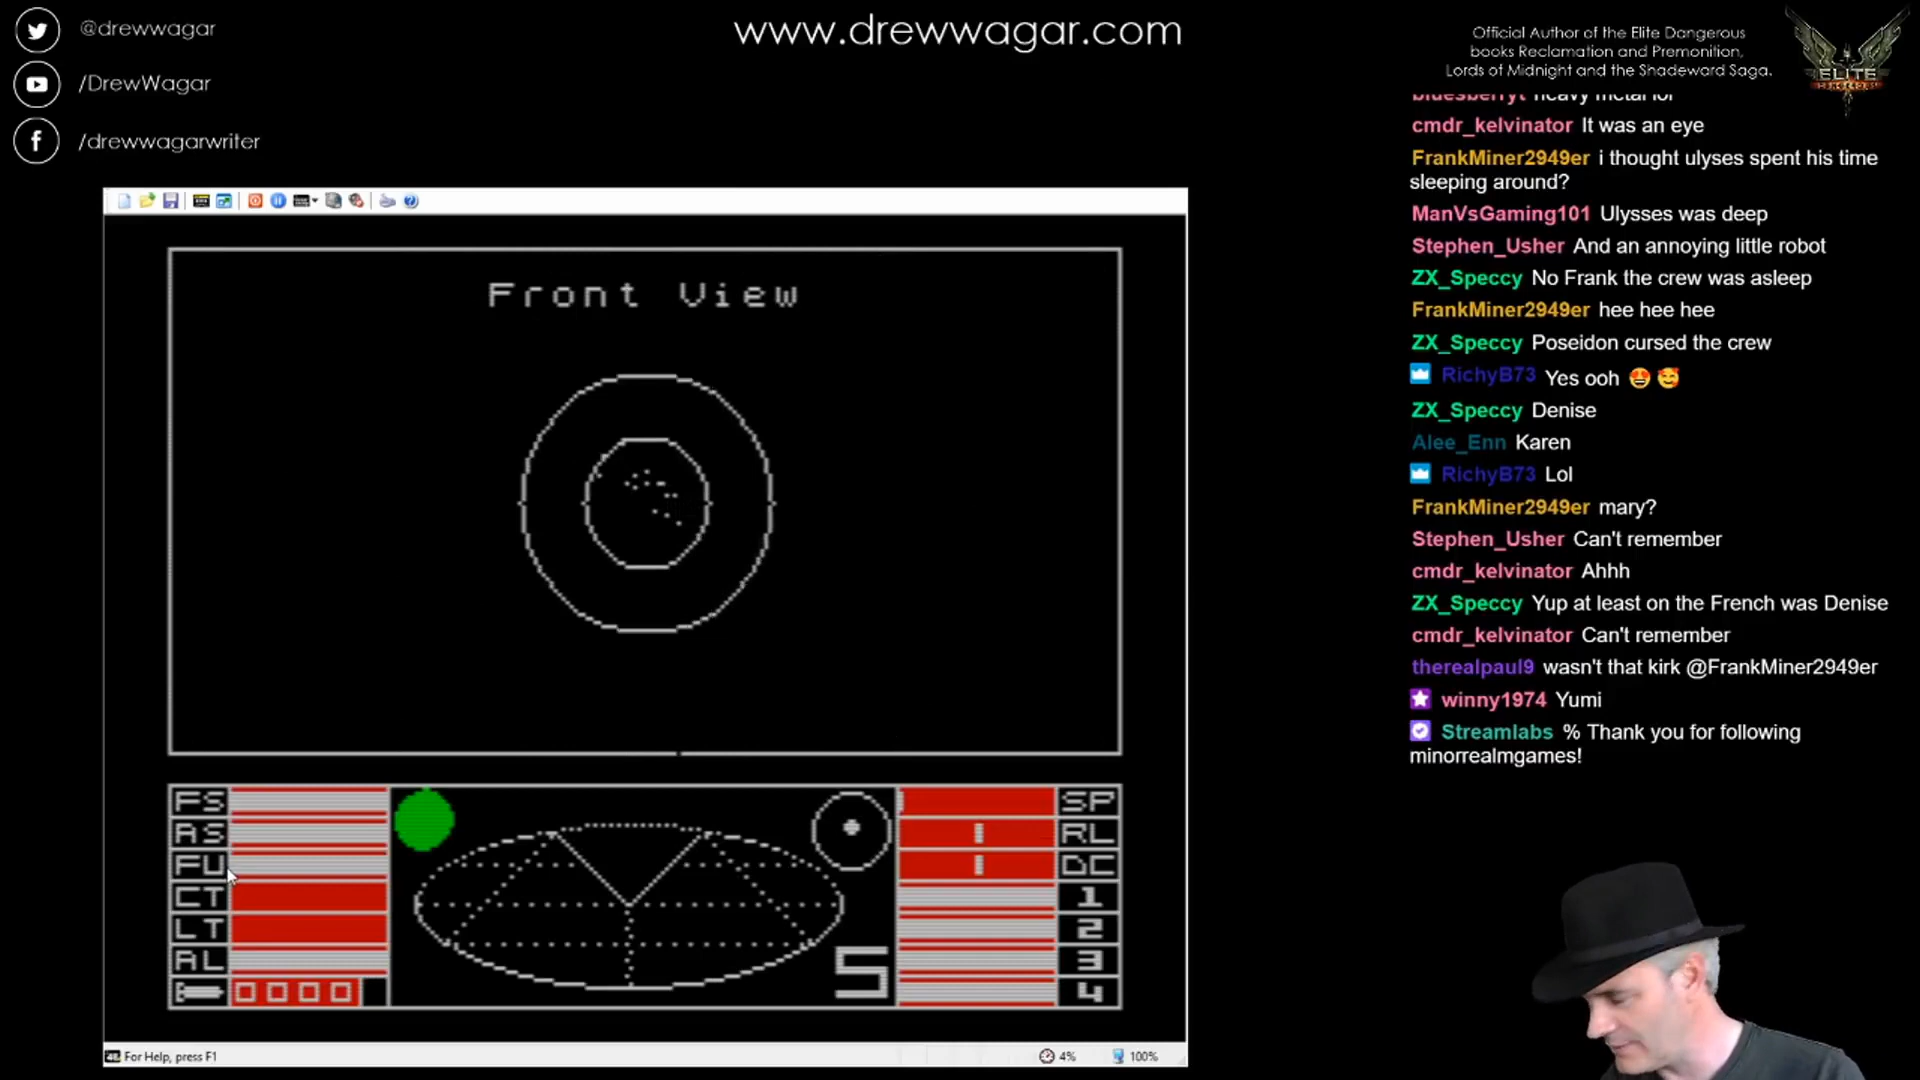 @drewwagar
/DrewWagar
/drewwagarwriter
www.drewwagar.com
Official Author of the Elite Dangerous
books Reclamation and Premonition,
Lords of Midnight and the Shadeward Saga.
ELITE
bluesberryt heavy metal lol
cmdr_kelvinator It was an eye
FrankMiner2949er i thought ulyses spent his time
sleeping around?
ManVsGaming101 Ulysses was deep
Stephen_Usher And an annoying little robot
ZX_Speccy No Frank the crew was asleep
FrankMiner2949er hee hee hee
ZX_Speccy Poseidon cursed the crew
RichyB73 Yes ooh
ZX_Speccy Denise
Alee_Enn Karen
RichyB73 Lol
FrankMiner2949er mary?
Stephen_Usher Can't remember
cmdr_kelvinator Ahhh
ZX_Speccy Yup at least on the French was Denise
cmdr_kelvinator Can't remember
therealpaul9 wasn't that kirk @FrankMiner2949er
winny1974 Yumi
Streamlabs % Thank you for following
minorrealmgames!
Front View
FS
AS
FU
CT
LT
AL
S
SP
RL
DC
1
2
3
4
For Help, press F1
4%
100%